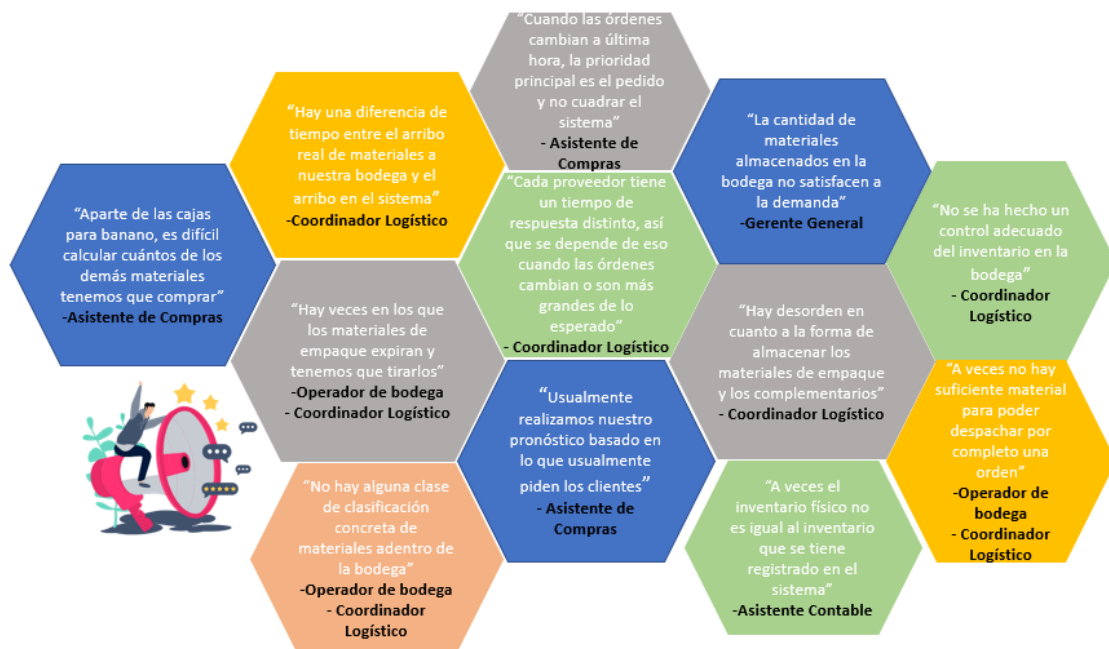 “Cuando las órdenes
cambian a última
hora, la prioridad
principal es el pedido
y no cuadrar el
sistema”
- Asistente de
Compras
“Hay una diferencia de
tiempo entre el arribo
real de materiales a
nuestra bodega y el
arribo en el sistema”
-Coordinador Logístico
“La cantidad de
materiales
almacenados en la
bodega no satisfacen a
la demanda”
-Gerente General
“Aparte de las cajas
para banano, es difícil
calcular cuántos de los
demás materiales
tenemos que comprar”
-Asistente de Compras
“Cada proveedor tiene
un tiempo de
respuesta distinto, así
que se depende de eso
cuando las órdenes
cambian o son más
grandes de lo
esperado”
- Coordinador Logístico
“No se ha hecho un
control adecuado
del inventario en la
bodega”
- Coordinador
Logístico
“Hay veces en los que
los materiales de
empaque expiran y
tenemos que tirarlos”
-Operador de bodega
- Coordinador Logístico
“Hay desorden en
cuanto a la forma de
almacenar los
materiales de empaque
y los complementarios”
- Coordinador Logístico
“Usualmente
realizamos nuestro
pronóstico basado en
lo que usualmente
piden los clientes”
- Asistente de
Compras
“A veces no hay
suficiente material
para poder
despachar por
completo una
orden”
-Operador de
bodega
- Coordinador
Logístico
“No hay alguna clase
de clasificación
concreta de
materiales adentro de
la bodega”
-Operador de bodega
- Coordinador
Logístico
“A veces el
inventario físico no
es igual al inventario
que se tiene
registrado en el
sistema”
-Asistente Contable